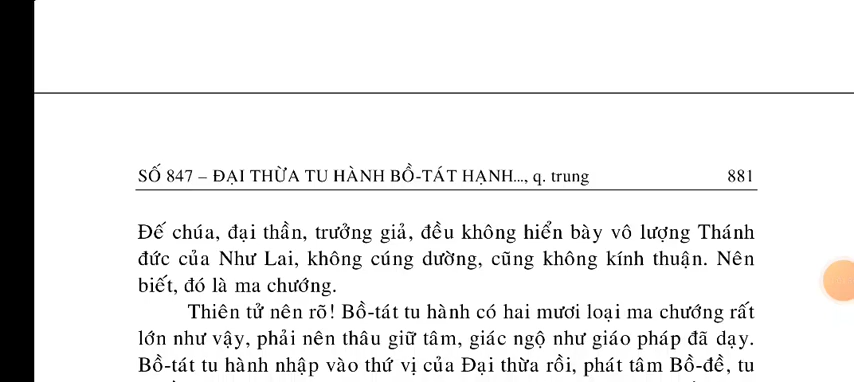 SỐ 847 – ĐẠI THỪA TU HÀNH BỒ-TÁT HẠNH..., q. trung 881
Đế chúa, đại thần, trưởng giả, đều không hiển bày vô lượng Thánh
đức của Như Lai, không cúng dường, cũng không kính thuận. Nên
biết, đó là ma chướng.
Thiên tử nên rõ! Bồ-tát tu hành có hai mươi loại ma chướng rất
lớn như vậy, phải nên thâu giữ tâm, giác ngộ như giáo pháp đã dạy.
Bồ-tát tu hành nhập vào thứ vị của Đại thừa rồi, phát tâm Bồ-đề, tu